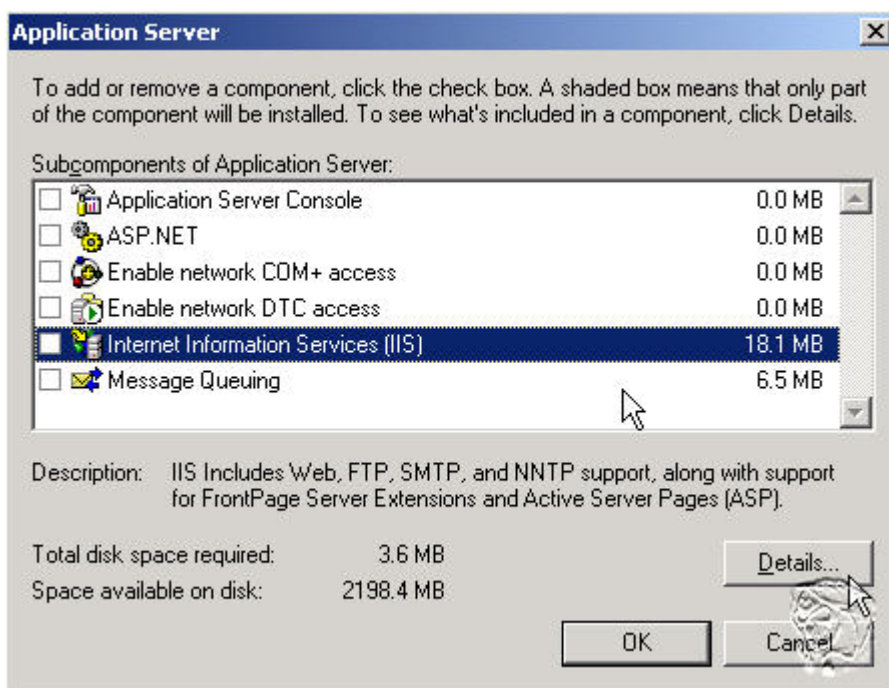 Application Server
To add or remove a component, click the check box. A shaded box means that only part
of the component will be installed. To see what's included in a component, click Details.
Subcomponents of Application Server:
Application Server Console 0.0 MB
ASP.NET 0.0 MB
Enable network COM+ access 0.0 MB
Enable network DTC access 0.0 MB
Internet Information Services (IIS) 18.1 MB
Message Queuing 6.5 MB
Description: IIS Includes Web, FTP, SMTP, and NNTP support, along with support
for FrontPage Server Extensions and Active Server Pages (ASP).
Total disk space required: 3.6 MB
Space available on disk: 2198.4 MB
Details...
OK Cancel